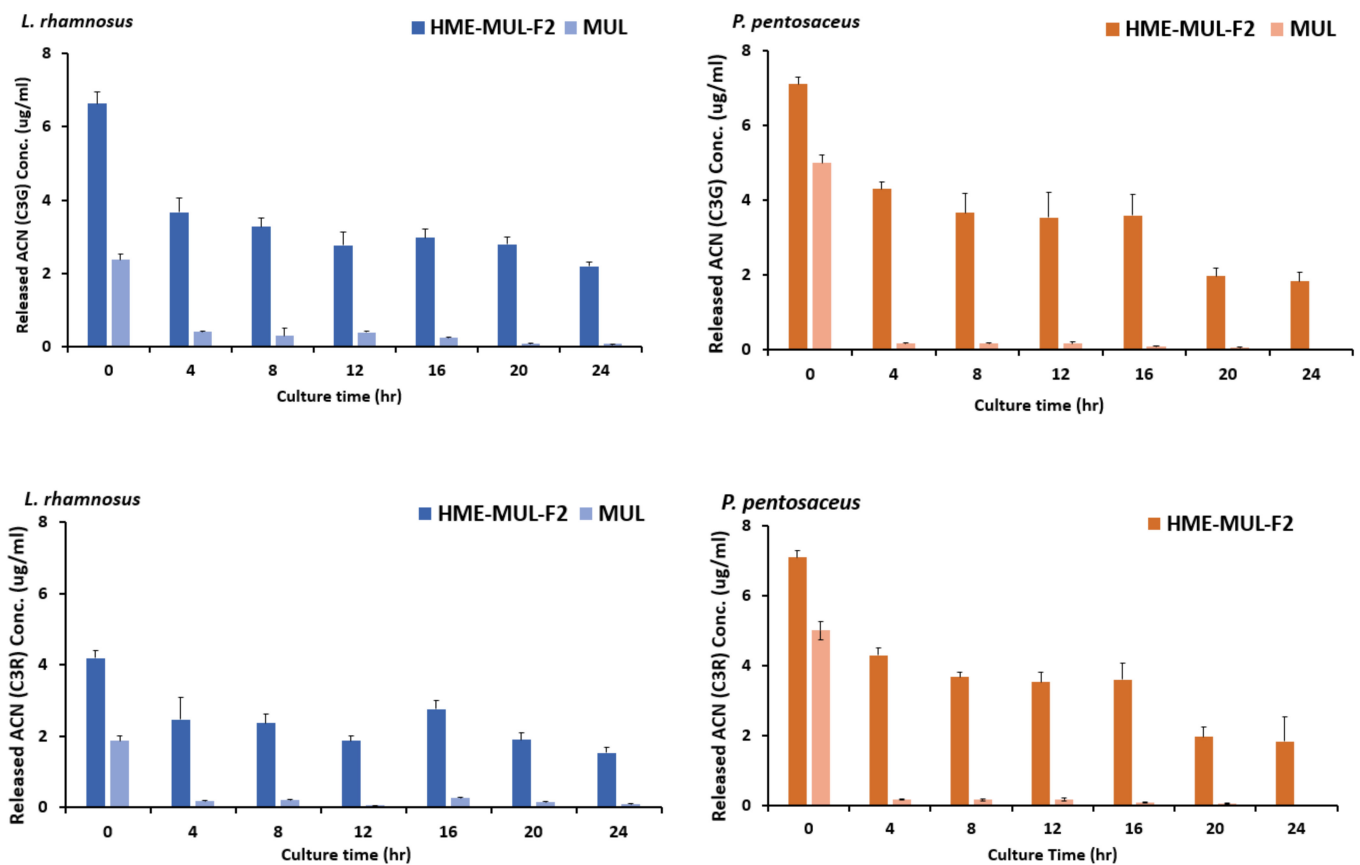 L. rhamnosus
HME-MUL-F2 MUL
Released ACN (C3G) Conc. (ug/ml)
8
6
4
2
0
0 4 8 12 16 20 24
Culture time (hr)
P. pentosaceus
HME-MUL-F2 MUL
Released ACN (C3G) Conc. (ug/ml)
8
6
4
2
0
0 4 8 12 16 20 24
Culture time (hr)
L. rhamnosus
HME-MUL-F2 MUL
Released ACN (C3R) Conc. (ug/ml)
8
6
4
2
0
0 4 8 12 16 20 24
Culture time (hr)
P. pentosaceus
HME-MUL-F2
Released ACN (C3R) Conc. (ug/ml)
8
6
4
2
0
0 4 8 12 16 20 24
Culture Time (hr)